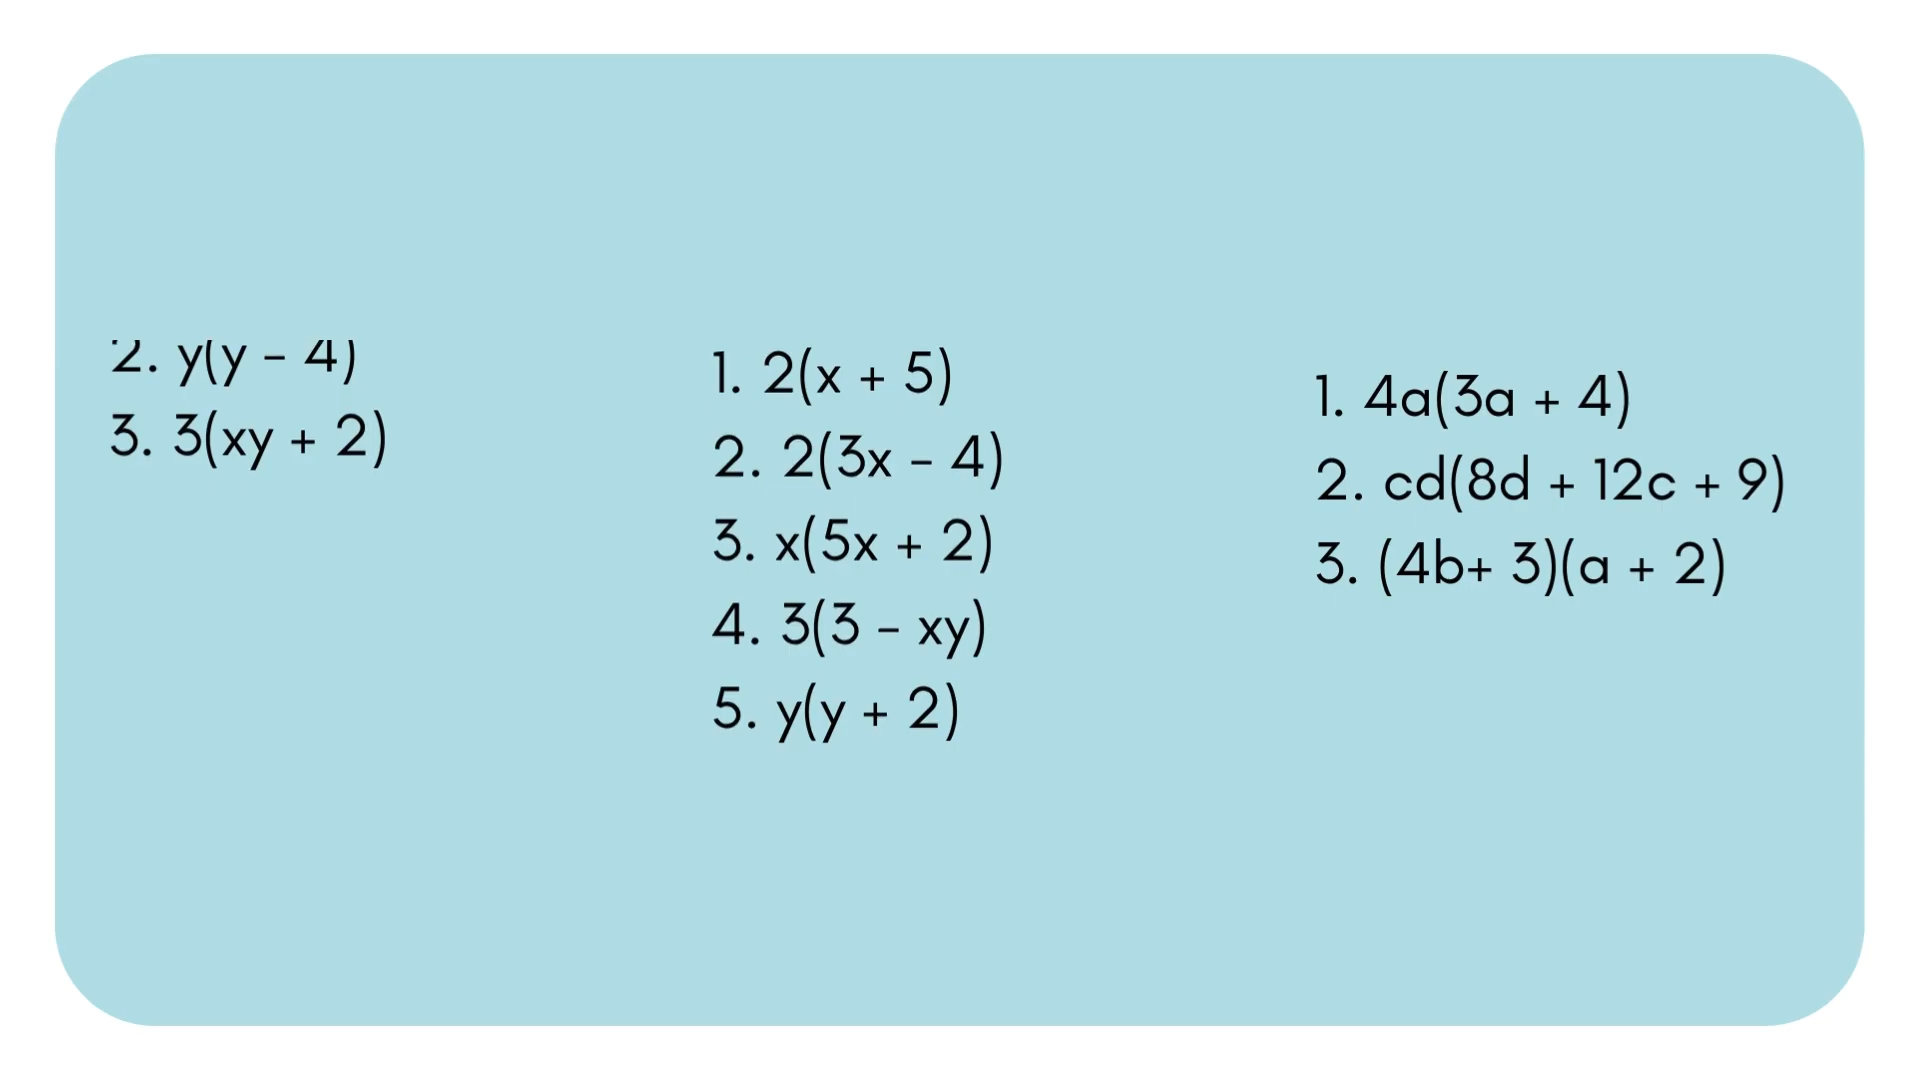 2. y(y – 4)
3. 3(xy + 2)
1. 2(x + 5)
2. 2(3x – 4)
3. x(5x + 2)
4. 3(3 – xy)
5. y(y + 2)
1. 4a(3a + 4)
2. cd(8d + 12c + 9)
3. (4b+ 3)(a + 2)